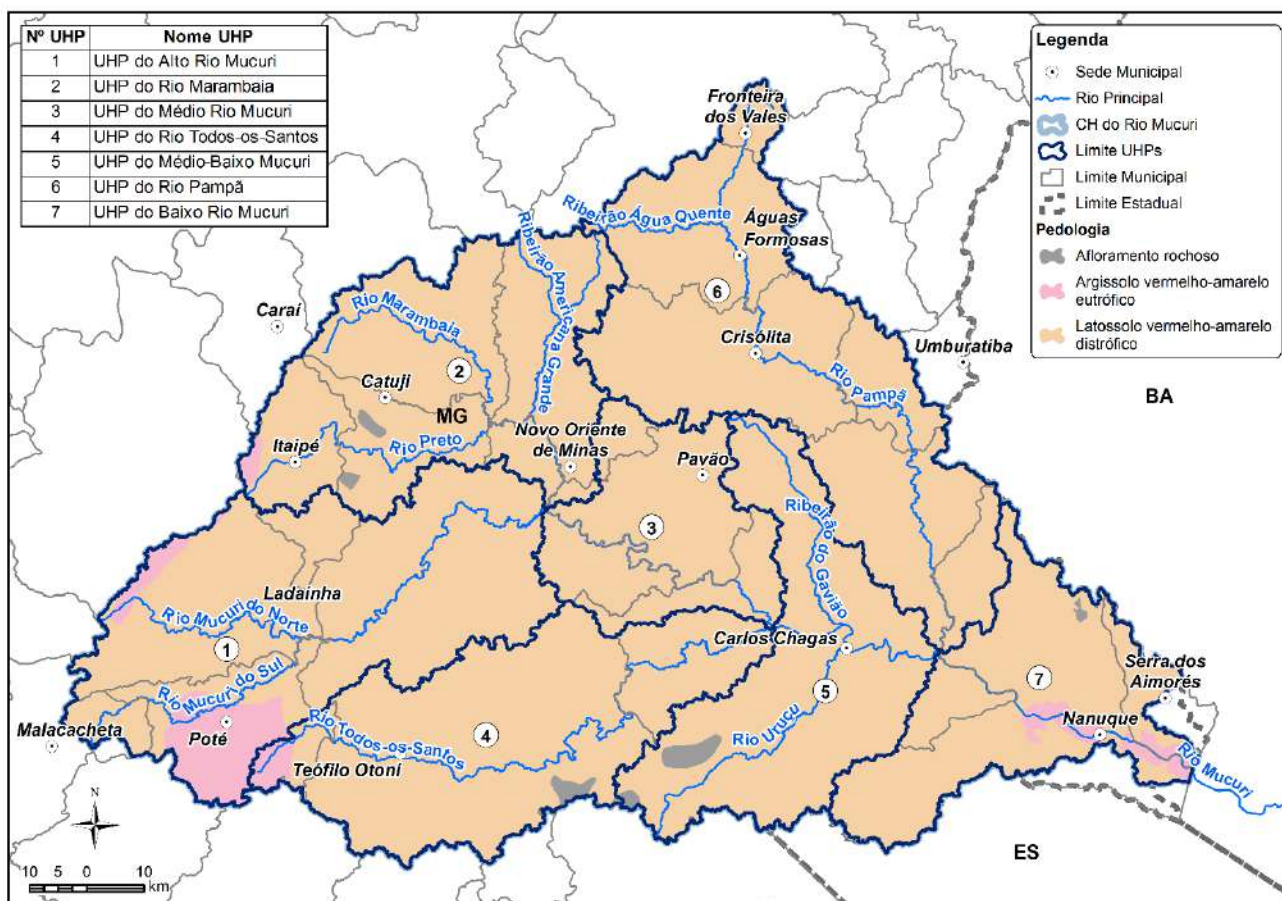 Nº UHP Nome UHP
1 UHP do Alto Rio Mucuri
2 UHP do Rio Marambaia
3 UHP do Médio Rio Mucuri
4 UHP do Rio Todos-os-Santos
5 UHP do Médio-Baixo Mucuri
6 UHP do Rio Pampã
7 UHP do Baixo Rio Mucuri
Legenda
Sede Municipal
Rio Principal
CH do Rio Mucuri
Limite UHPs
Limite Municipal
Limite Estadual
Pedologia
Afloramento rochoso
Argissolo vermelho-amarelo
eutrófico
Latossolo vermelho-amarelo
distrófico
Fronteira
dos Vales
Ribeirão Água Quente
Águas
Formosas
Ribeirão Americana Grande
6
Caraí
Rio Marambaia
Crisólita
Umburatiba
2
Catuji
MG
Rio Pampã
BA
Itaipé
Rio Preto
Novo Oriente
de Minas
Pavão
Ribeirão do Gavião
3
Ladainha
Rio Mucuri do Norte
1
Carlos Chagas
Serra dos
Aimorés
7
5
Rio Mucuri do Sul
Malacacheta
Poté
Rio Todos-os-Santos
4
Rio Uruçu
Nanuque
Teófilo Otoni
Rio Mucuri
N
ES
10 5 0 10
km